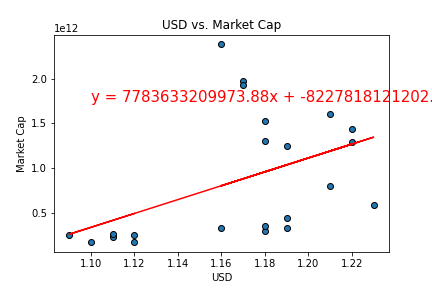 USD vs. Market Cap
1e12
y = 7783633209973.88x + -8227818121202.
2.0
1.5
1.0
0.5
Market Cap
1.10 1.12 1.14 1.16 1.18 1.20 1.22
USD